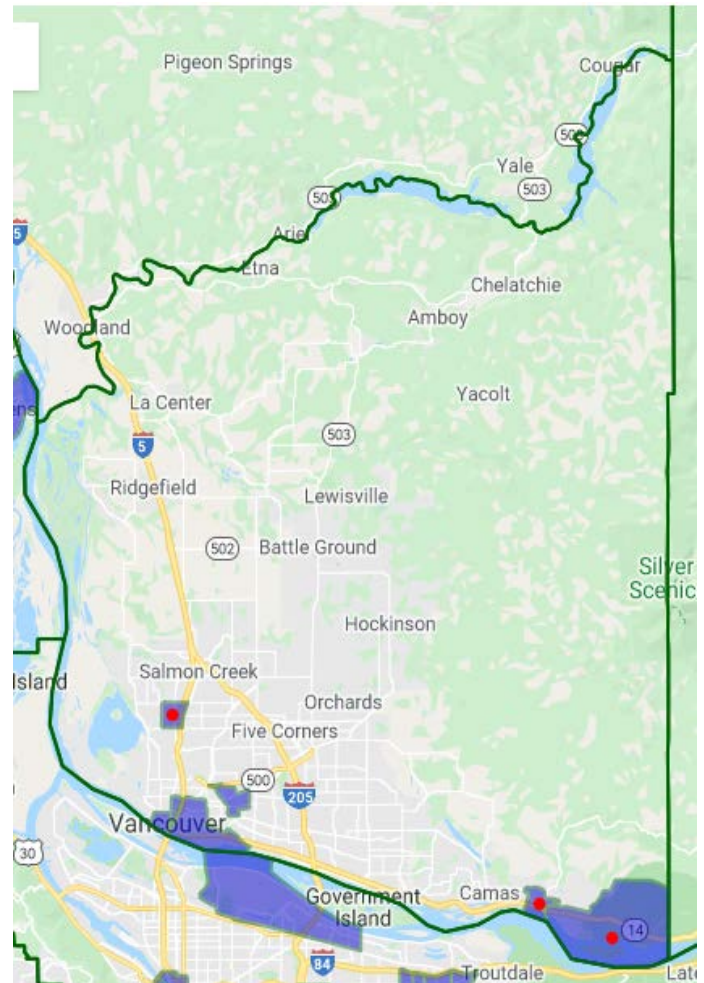 Pigeon Springs
Cougar
503
Yale
503
503
5
Ariel
Etna
Chelatchie
Amboy
Woodland
Yacolt
La Center
503
5
Ridgefield
Lewisville
502
Battle Ground
Silver
Scenic
Hockinson
Island
Salmon Creek
Orchards
Five Corners
500
205
Vancouver
30
Camas
Government
Island
14
84
Troutdale